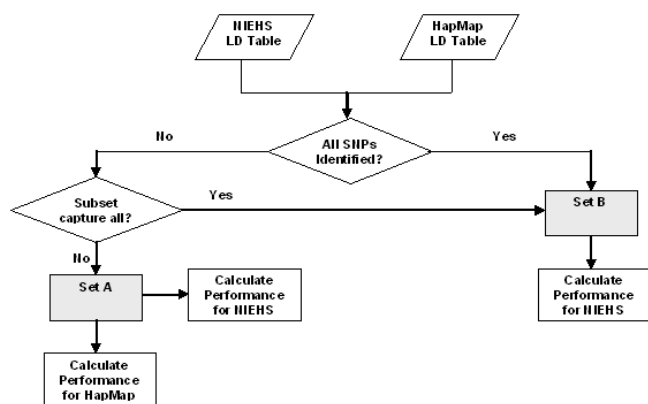 NIEHS
LD Table
HapMap
LD Table
No
All SNPs
Identified?
Yes
Subset
capture all?
Yes
Set B
No
Set A
Calculate
Performance
for NIEHS
Calculate
Performance
for NIEHS
Calculate
Performance
for HapMap